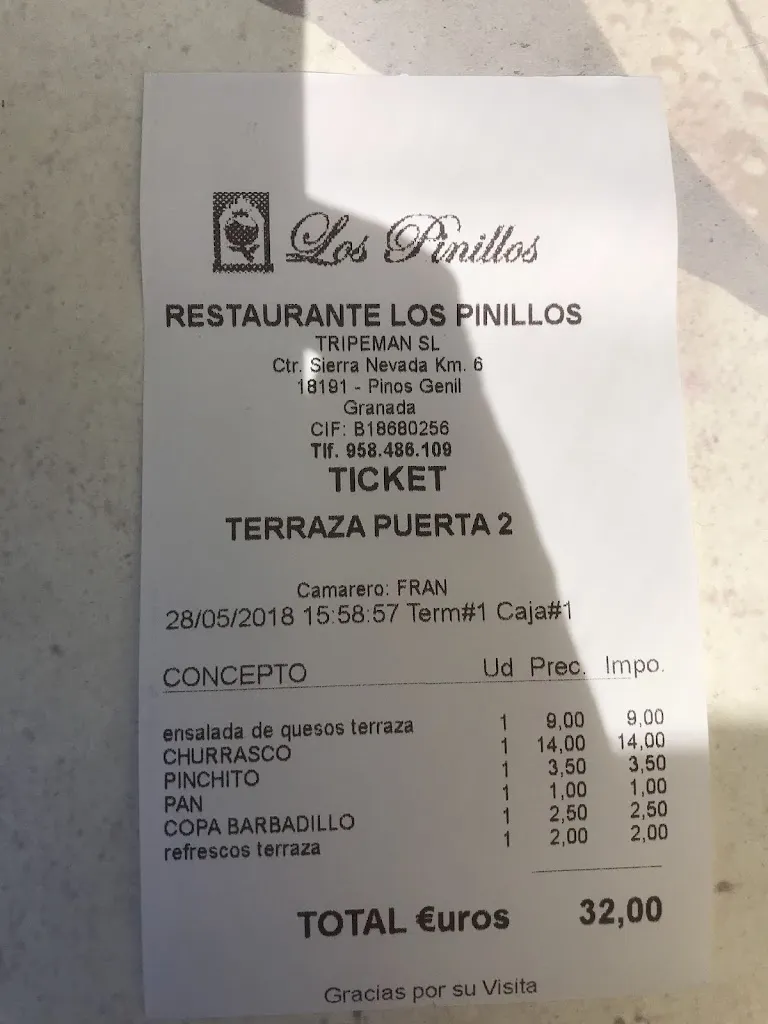 Los Pinillos
RESTAURANTE LOS PINILLOS
TRIPEMAN SL
Ctr. Sierra Nevada Km. 6
18191 - Pinos Genil
Granada
CIF: B18680256
Tlf. 958.486.109
TICKET
TERRAZA PUERTA 2
Camarero: FRAN
28/05/2018 15:58:57 Term#1 Caja#1
CONCEPTO Ud Prec. Impo.
ensalada de quesos terraza 1 9,00 9,00
CHURRASCO 1 14,00 14,00
PINCHITO 1 3,50 3,50
PAN 1 1,00 1,00
COPA BARBADILLO 1 2,50 2,50
refrescos terraza 1 2,00 2,00
TOTAL €uros 32,00
Gracias por su Visita